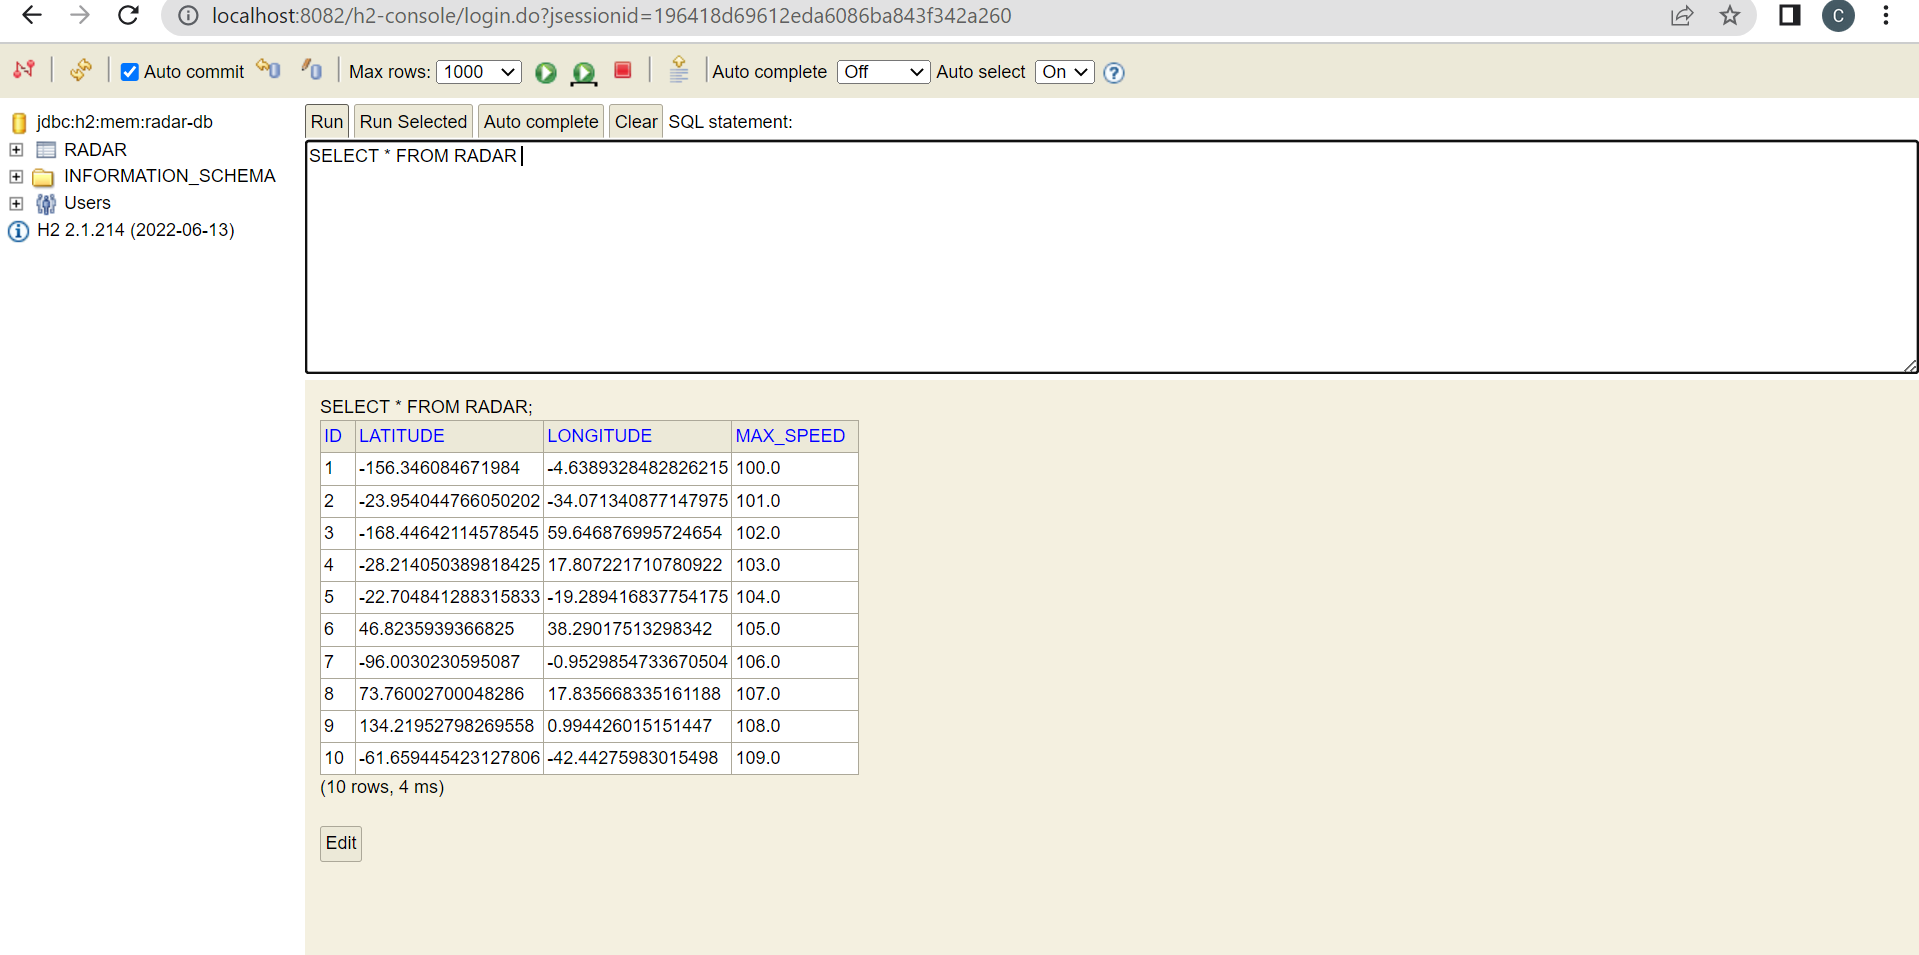 localhost:8082/h2-console/login.do?jsessionid=196418d69612eda6086ba843f342a260
C
Auto commit Max rows: 1000 Auto complete Off Auto select On ?
jdbc:h2:mem:radar-db
RADAR
INFORMATION_SCHEMA
Users
H2 2.1.214 (2022-06-13)
Run Run Selected Auto complete Clear SQL statement:
SELECT * FROM RADAR
SELECT * FROM RADAR;
ID LATITUDE LONGITUDE MAX_SPEED
1 -156.346084671984 -4.6389328482826215 100.0
2 -23.954044766050202 -34.071340877147975 101.0
3 -168.44642114578545 59.646876995724654 102.0
4 -28.214050389818425 17.807221710780922 103.0
5 -22.704841288315833 -19.289416837754175 104.0
6 46.8235939366825 38.29017513298342 105.0
7 -96.0030230595087 -0.9529854733670504 106.0
8 73.76002700048286 17.835668335161188 107.0
9 134.21952798269558 0.994426015151447 108.0
10 -61.659445423127806 -42.44275983015498 109.0
(10 rows, 4 ms)
Edit